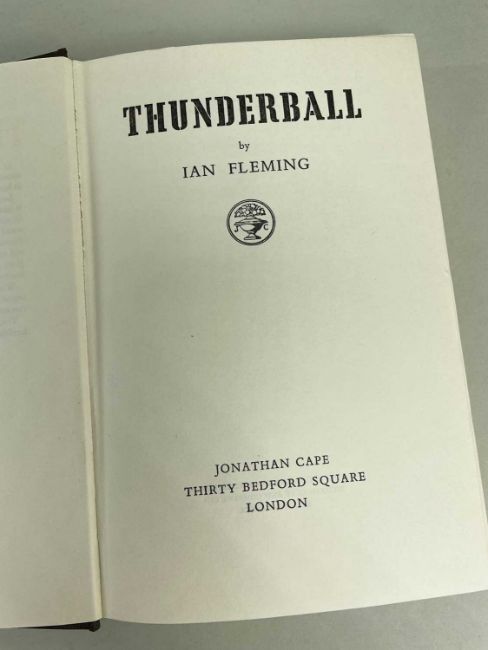 THUNDERBALL
by
IAN FLEMING
JONATHAN CAPE
THIRTY BEDFORD SQUARE
LONDON